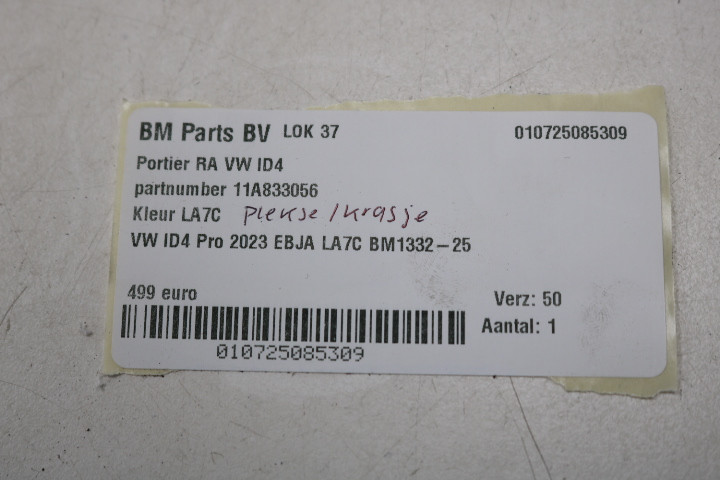 BM Parts BV LOK 37 010725085309
Portier RA VW ID4
partnumber 11A833056
Kleur LA7C plekje/krasje
VW ID4 Pro 2023 EBJA LA7C BM1332-25
499 euro Verz: 50
Aantal: 1
010725085309